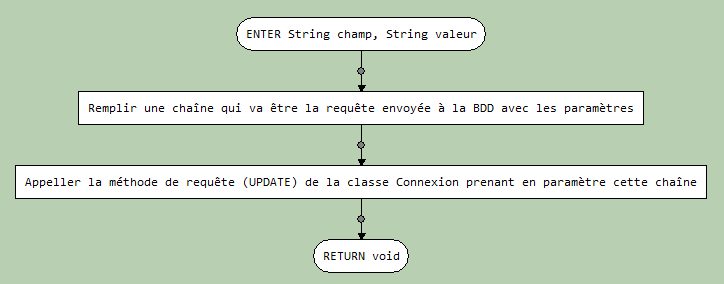 ENTER String champ, String valeur
Remplir une chaîne qui va être la requête envoyée à la BDD avec les paramètres
Appeller la méthode de requête (UPDATE) de la classe Connexion prenant en paramètre cette chaîne
RETURN void